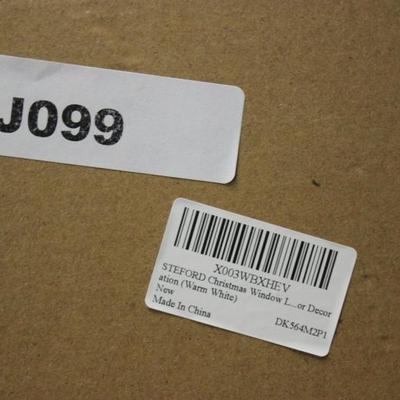 J099
X003WBXHEV
STEFORD Christmas Window L...or Decor
ation (Warm White)
New
Made In China
DK564M2P1